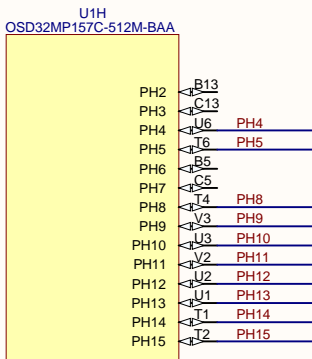 U1H
OSD32MP157C-512M-BAA
PH2 B13
PH3 C13
PH4 U6 PH4
PH5 T6 PH5
PH6 B5
PH7 C5
PH8 T4 PH8
PH9 V3 PH9
PH10 U3 PH10
PH11 V2 PH11
PH12 U2 PH12
PH13 U1 PH13
PH14 T1 PH14
PH15 T2 PH15